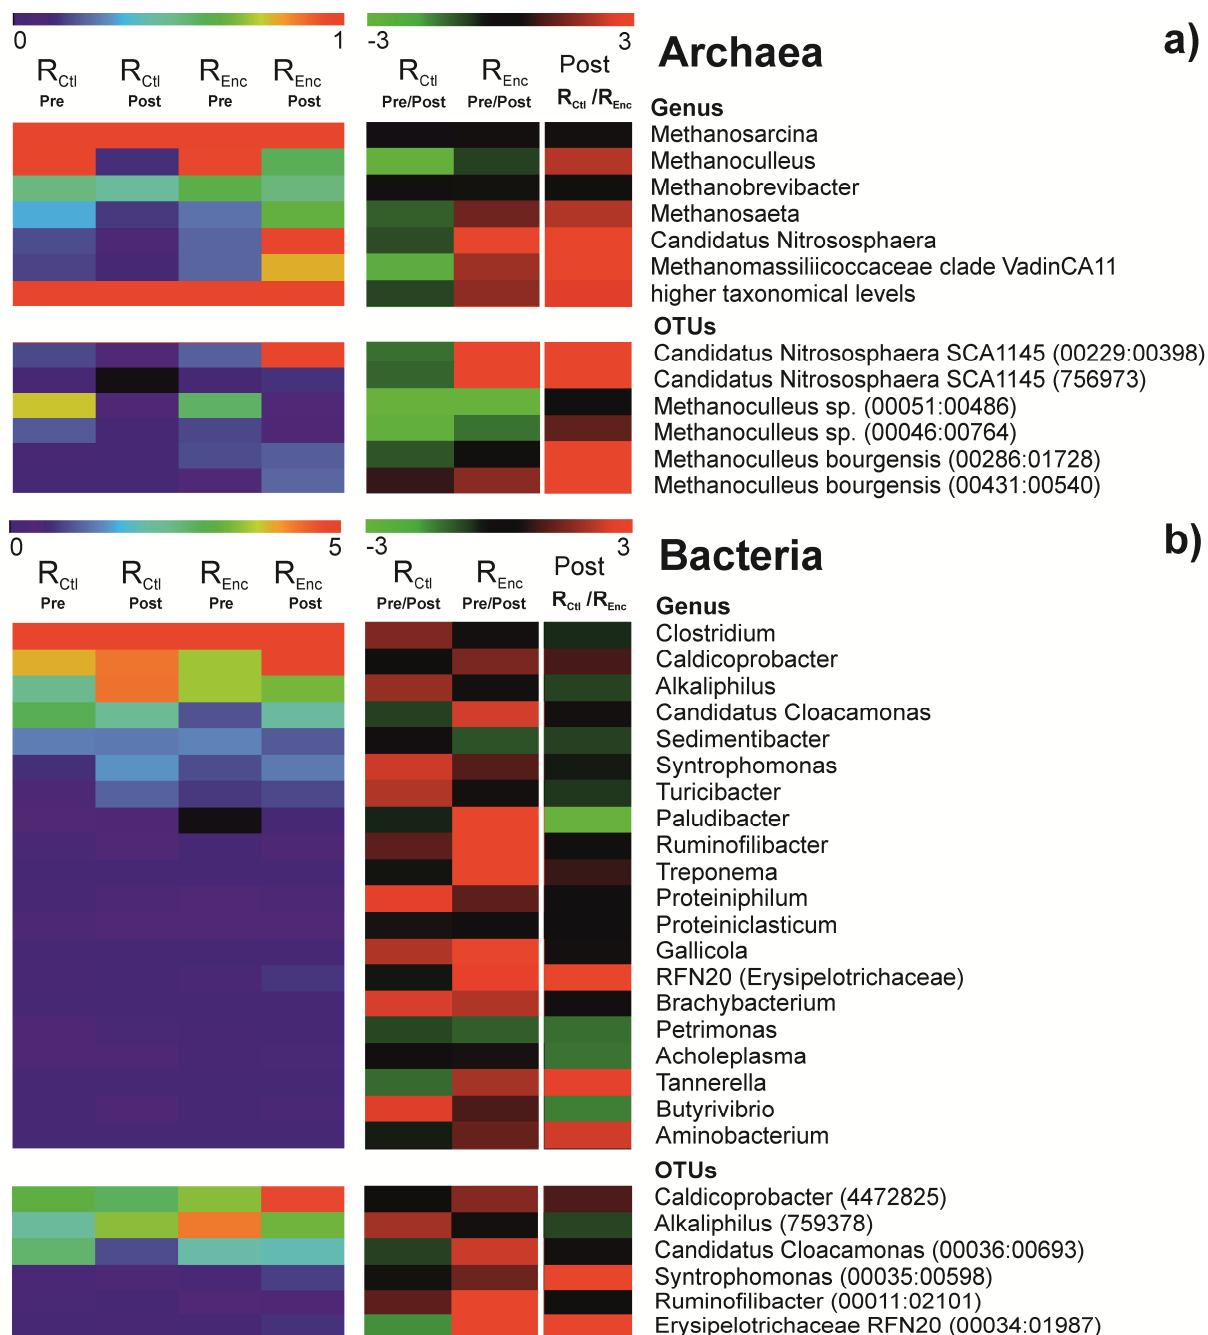 0 1 -3 3
Archaea a)
RCtl RCtl REnc REnc RCtl REnc Post
Pre Post Pre Post Pre/Post Pre/Post RCtl /REnc
Genus
Methanosarcina
Methanoculleus
Methanobrevibacter
Methanosaeta
Candidatus Nitrososphaera
Methanomassiliicoccaceae clade VadinCA11
higher taxonomical levels
OTUs
Candidatus Nitrososphaera SCA1145 (00229:00398)
Candidatus Nitrososphaera SCA1145 (756973)
Methanoculleus sp. (00051:00486)
Methanoculleus sp. (00046:00764)
Methanoculleus bourgensis (00286:01728)
Methanoculleus bourgensis (00431:00540)
0 5 -3 3
Bacteria b)
RCtl RCtl REnc REnc RCtl REnc Post
Pre Post Pre Post Pre/Post Pre/Post RCtl /REnc
Genus
Clostridium
Caldicoprobacter
Alkaliphilus
Candidatus Cloacamonas
Sedimentibacter
Syntrophomonas
Turicibacter
Paludibacter
Ruminofilibacter
Treponema
Proteiniphilum
Proteiniclasticum
Gallicola
RFN20 (Erysipelotrichaceae)
Brachybacterium
Petrimonas
Acholeplasma
Tannerella
Butyrivibrio
Aminobacterium
OTUs
Caldicoprobacter (4472825)
Alkaliphilus (759378)
Candidatus Cloacamonas (00036:00693)
Syntrophomonas (00035:00598)
Ruminofilibacter (00011:02101)
Erysipelotrichaceae RFN20 (00034:01987)